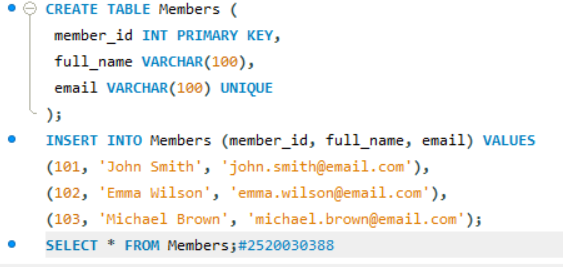 CREATE TABLE Members (
member_id INT PRIMARY KEY,
full_name VARCHAR(100),
email VARCHAR(100) UNIQUE
);
INSERT INTO Members (member_id, full_name, email) VALUES
(101, 'John Smith', 'john.smith@email.com'),
(102, 'Emma Wilson', 'emma.wilson@email.com'),
(103, 'Michael Brown', 'michael.brown@email.com');
SELECT * FROM Members;#2520030388